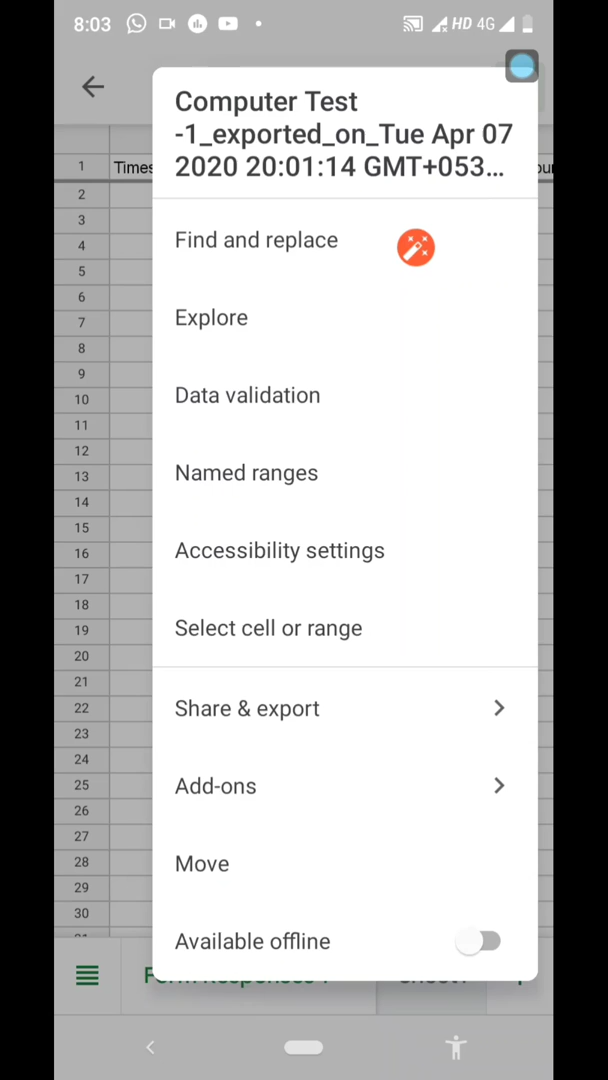 8:03 HD 4G
Computer Test
-1_exported_on_Tue Apr 07
2020 20:01:14 GMT+053...
Find and replace
Explore
Data validation
Named ranges
Accessibility settings
Select cell or range
Share & export
Add-ons
Move
Available offline
1 Times
2
3
4
5
6
7
8
9
10
11
12
13
14
15
16
17
18
19
20
21
22
23
24
25
26
27
28
29
30